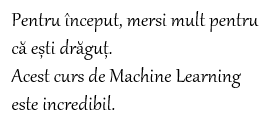 Pentru început, mersi mult pentru
că ești drăguț.
Acest curs de Machine Learning
este incredibil.